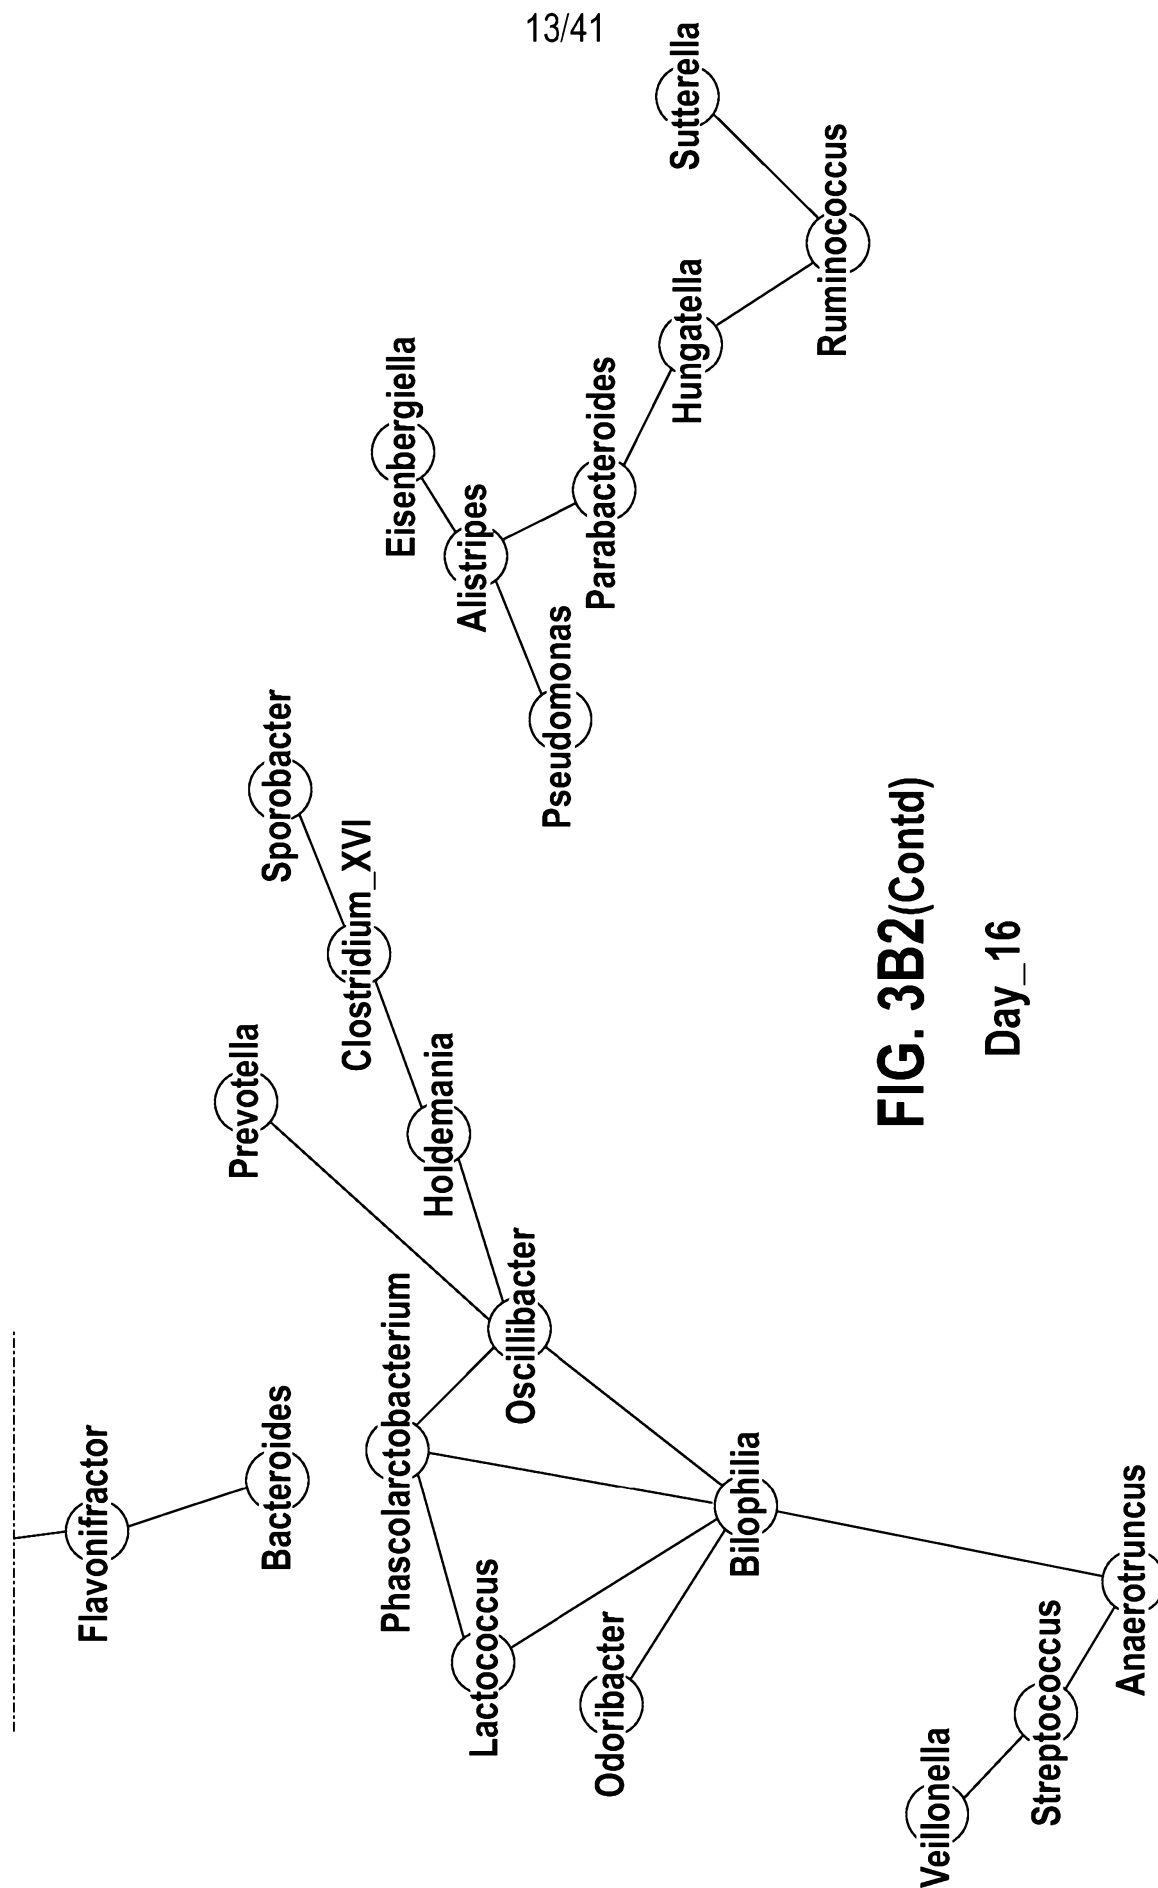 13/41
Flavonifractor
Bacteroides
Prevotella
Sporobacter
Clostridium_XVI
Holdemania
Phascolarctobacterium
Oscillibacter
Lactococcus
Odoribacter
Bilophilia
Veillonella
Streptococcus
Anaerotruncus
Eisenbergiella
Alistripes
Pseudomonas
Parabacteroides
Hungatella
Sutterella
Ruminococcus
FIG. 3B2(Contd)
Day_16